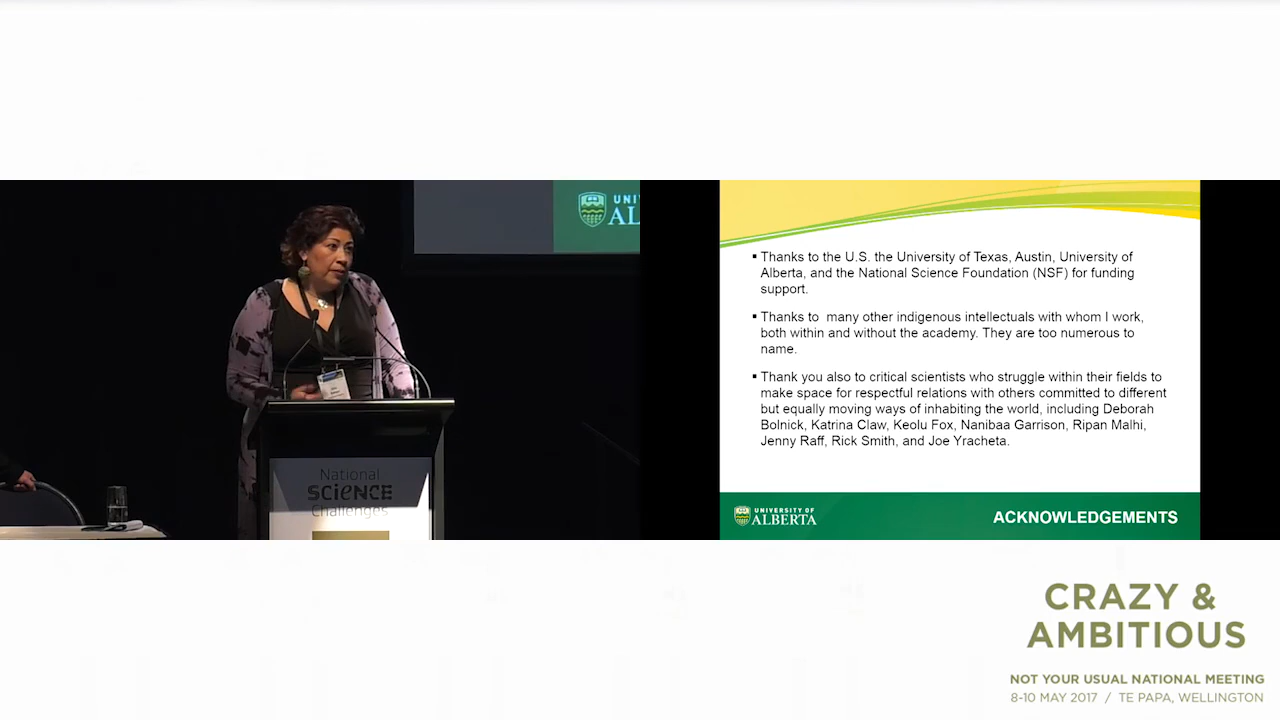 UNI
AL
National
SCIENCE
Challenges
Thanks to the U.S. the University of Texas, Austin, University of
Alberta, and the National Science Foundation (NSF) for funding
support.
Thanks to many other indigenous intellectuals with whom I work,
both within and without the academy. They are too numerous to
name.
Thank you also to critical scientists who struggle within their fields to
make space for respectful relations with others committed to different
but equally moving ways of inhabiting the world, including Deborah
Bolnick, Katrina Claw, Keolu Fox, Nanibaa Garrison, Ripan Malhi,
Jenny Raff, Rick Smith, and Joe Yracheta.
UNIVERSITY OF
ALBERTA
ACKNOWLEDGEMENTS
CRAZY &
AMBITIOUS
NOT YOUR USUAL NATIONAL MEETING
8-10 MAY 2017 / TE PAPA, WELLINGTON